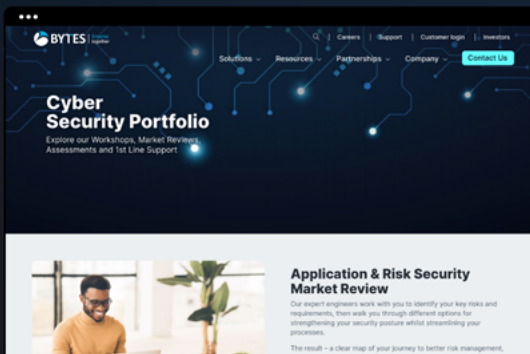 BYTES
Careers
Support
Customer login
Investors
Solutions
Resources
Partnerships
Company
Contact Us
Cyber
Security Portfolio
Explore our Workshops, Market Reviews,
Assessments and 1st Line Support
Application & Risk Security
Market Review
Our expert engineers work with you to identify your key risks and
requirements, then walk you through different options for
strengthening your security posture whilst streamlining your
processes.
The result – a clear map of your journey to better risk management,